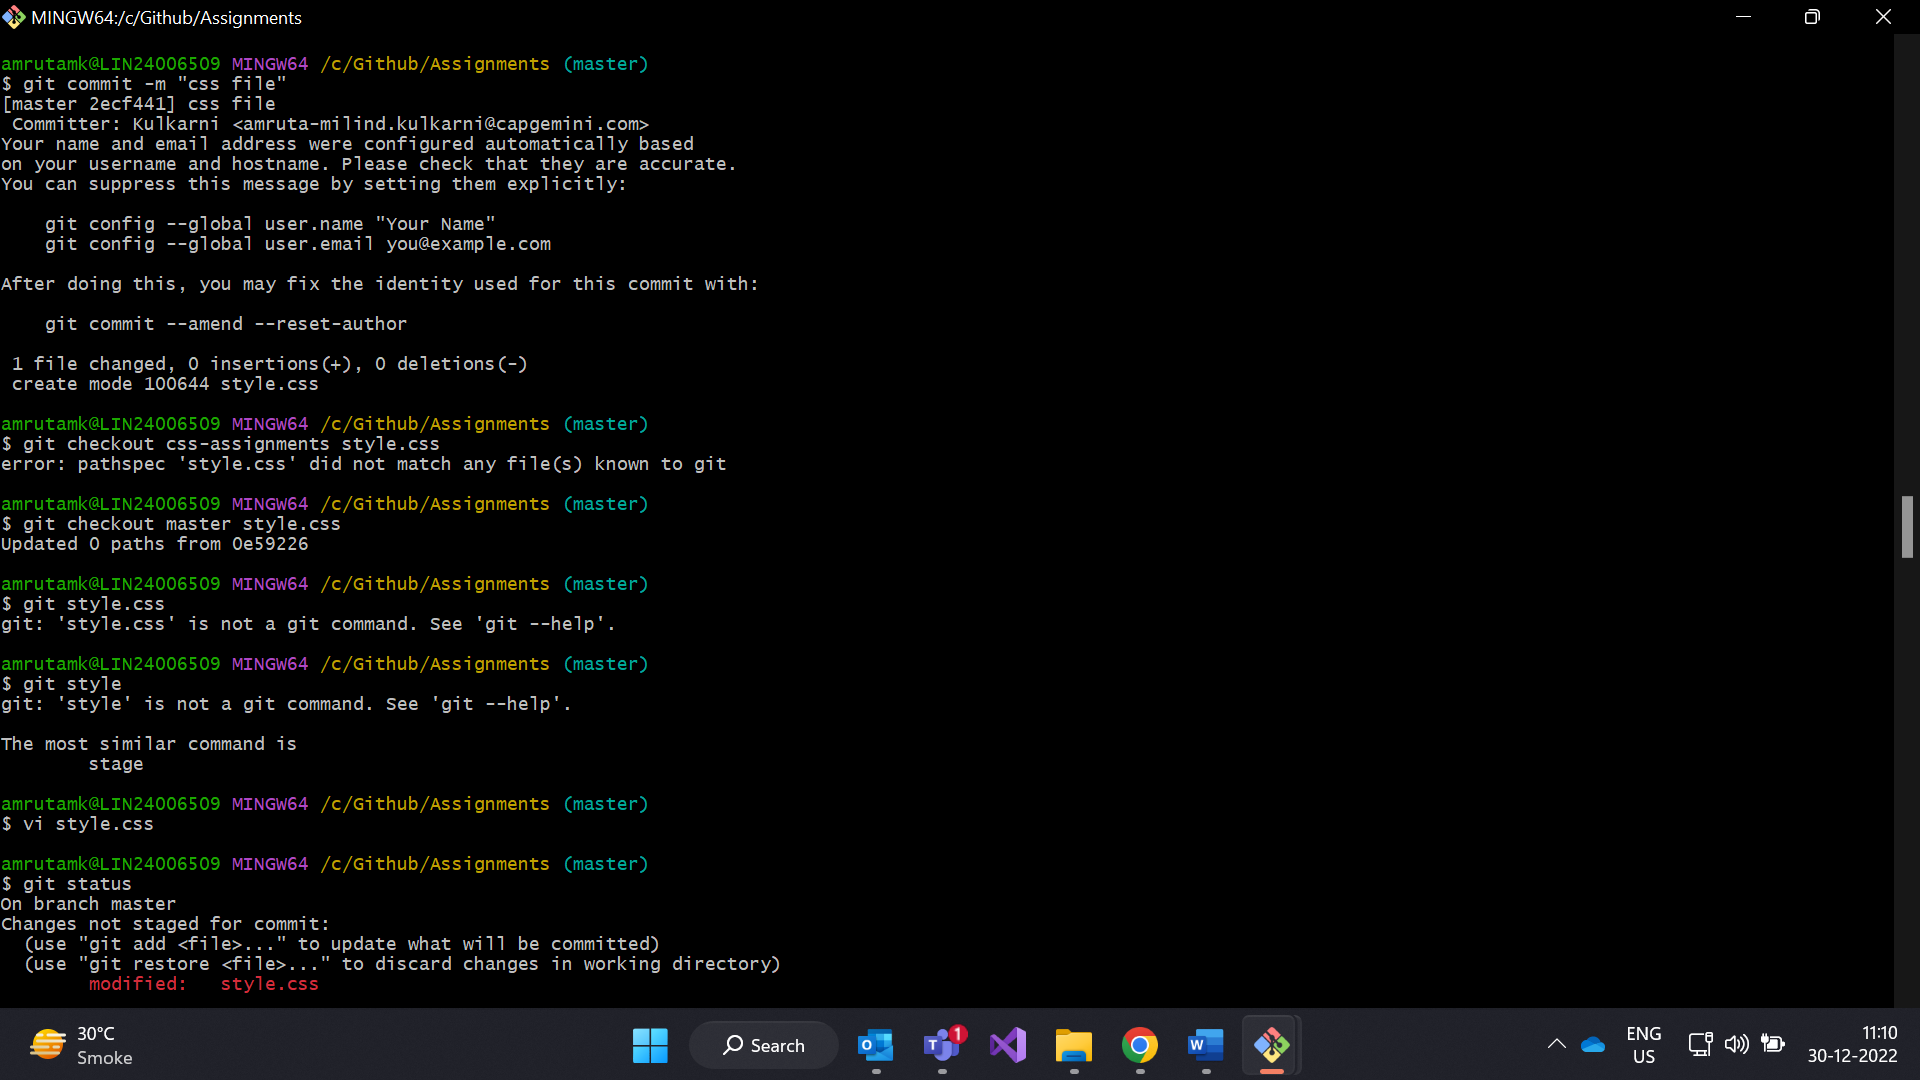 MINGW64:/c/Github/Assignments
amrutamk@LIN24006509 MINGW64 /c/Github/Assignments (master)
$ git commit -m "css file"
[master 2ecf441] css file
 Committer: Kulkarni <amruta-milind.kulkarni@capgemini.com>
Your name and email address were configured automatically based
on your username and hostname. Please check that they are accurate.
You can suppress this message by setting them explicitly:
    git config --global user.name "Your Name"
    git config --global user.email you@example.com
After doing this, you may fix the identity used for this commit with:
    git commit --amend --reset-author
 1 file changed, 0 insertions(+), 0 deletions(-)
 create mode 100644 style.css
amrutamk@LIN24006509 MINGW64 /c/Github/Assignments (master)
$ git checkout css-assignments style.css
error: pathspec 'style.css' did not match any file(s) known to git
amrutamk@LIN24006509 MINGW64 /c/Github/Assignments (master)
$ git checkout master style.css
Updated 0 paths from 0e59226
amrutamk@LIN24006509 MINGW64 /c/Github/Assignments (master)
$ git style.css
git: 'style.css' is not a git command. See 'git --help'.
amrutamk@LIN24006509 MINGW64 /c/Github/Assignments (master)
$ git style
git: 'style' is not a git command. See 'git --help'.
The most similar command is
        stage
amrutamk@LIN24006509 MINGW64 /c/Github/Assignments (master)
$ vi style.css
amrutamk@LIN24006509 MINGW64 /c/Github/Assignments (master)
$ git status
On branch master
Changes not staged for commit:
  (use "git add <file>..." to update what will be committed)
  (use "git restore <file>..." to discard changes in working directory)
        modified:   style.css
30°C
Smoke
Search
1
ENG
US
11:10
30-12-2022